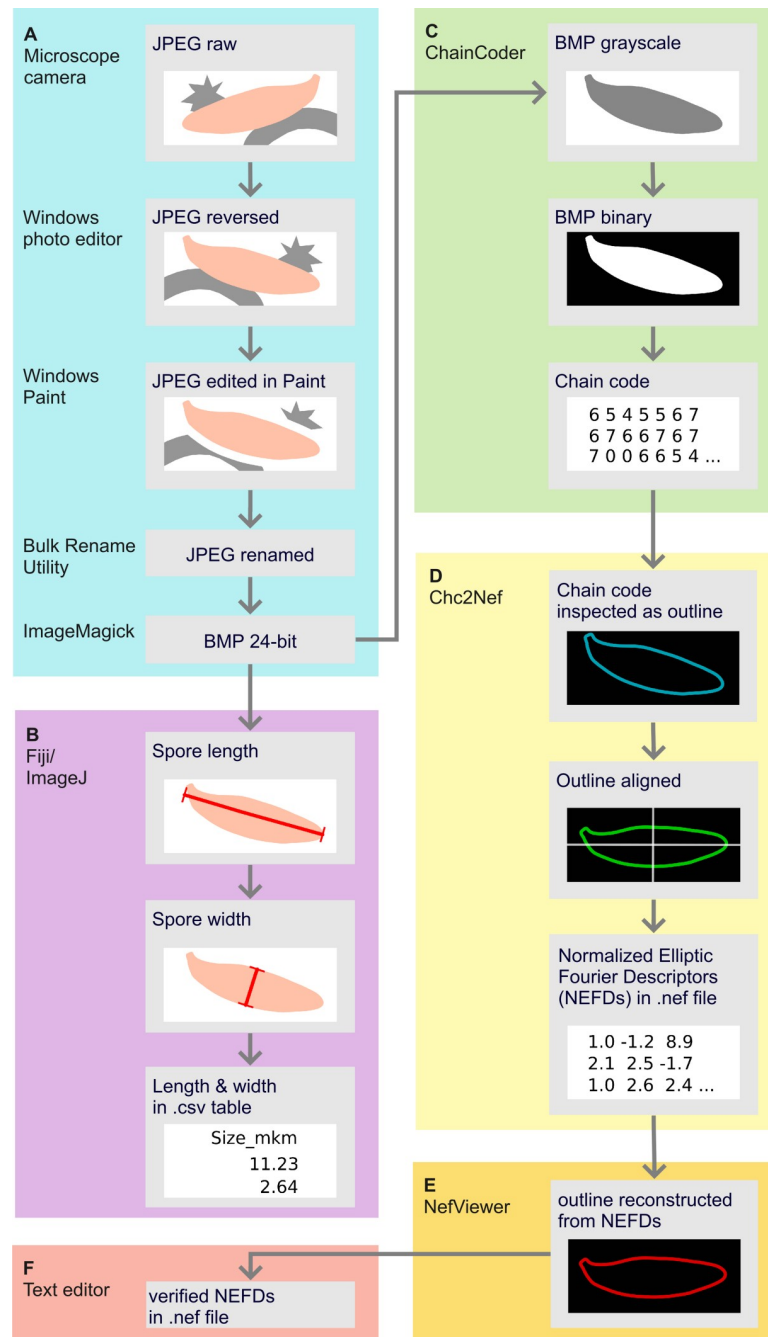 A
Microscope
camera
JPEG raw
Windows
photo editor
JPEG reversed
Windows
Paint
JPEG edited in Paint
Bulk Rename
Utility
JPEG renamed
ImageMagick
BMP 24-bit
B
Fiji/
ImageJ
Spore length
Spore width
Length & width
in .csv table
Size_mkm
11.23
2.64
C
ChainCoder
BMP grayscale
BMP binary
Chain code
6 5 4 5 5 6 7
6 7 6 6 7 6 7
7 0 0 6 6 5 4 ...
D
Chc2Nef
Chain code
inspected as outline
Outline aligned
Normalized Elliptic
Fourier Descriptors
(NEFDs) in .nef file
1.0 -1.2 8.9
2.1 2.5 -1.7
1.0 2.6 2.4 ...
E
NefViewer
outline reconstructed
from NEFDs
F
Text editor
verified NEFDs
in .nef file